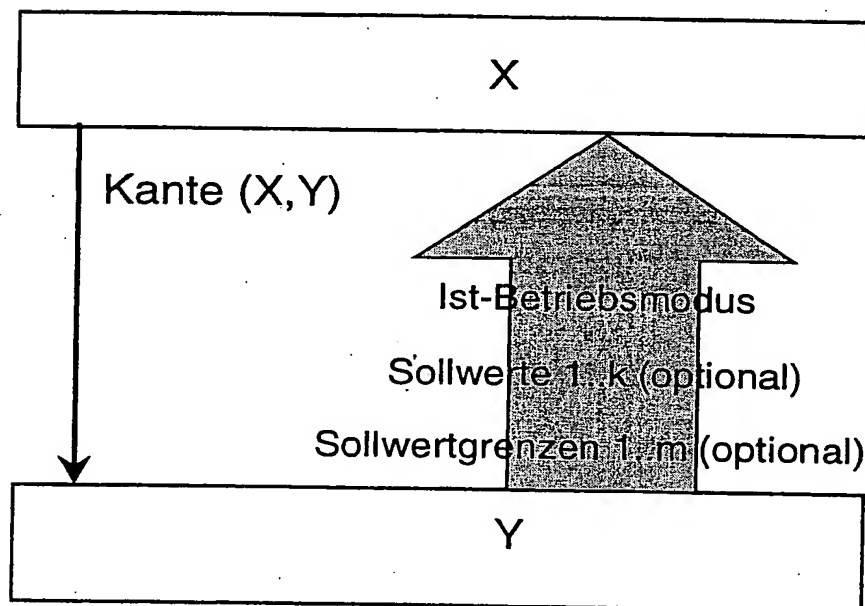 X
Kante (X,Y)
Ist-Betriebsmodus
Sollwerte 1..k (optional)
Sollwertgrenzen 1..m (optional)
Y